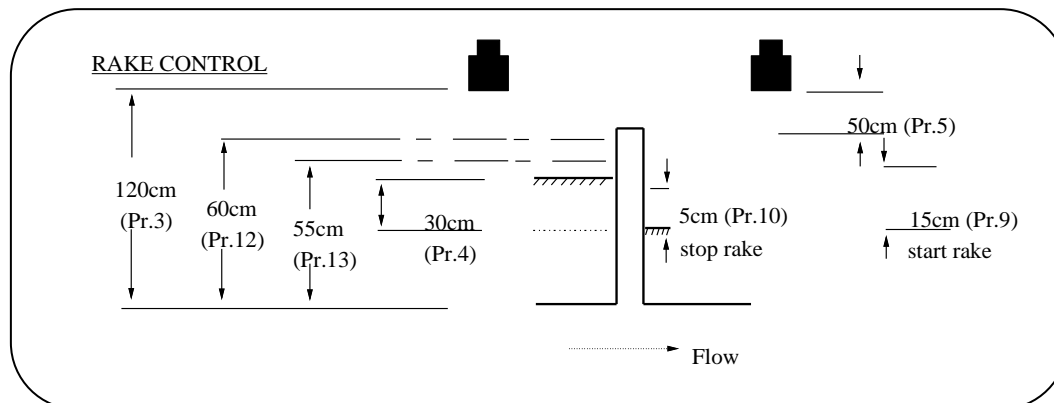 RAKE CONTROL
120cm
(Pr.3)
60cm
(Pr.12)
55cm
(Pr.13)
30cm
(Pr.4)
5cm (Pr.10)
stop rake
50cm (Pr.5)
15cm (Pr.9)
start rake
Flow